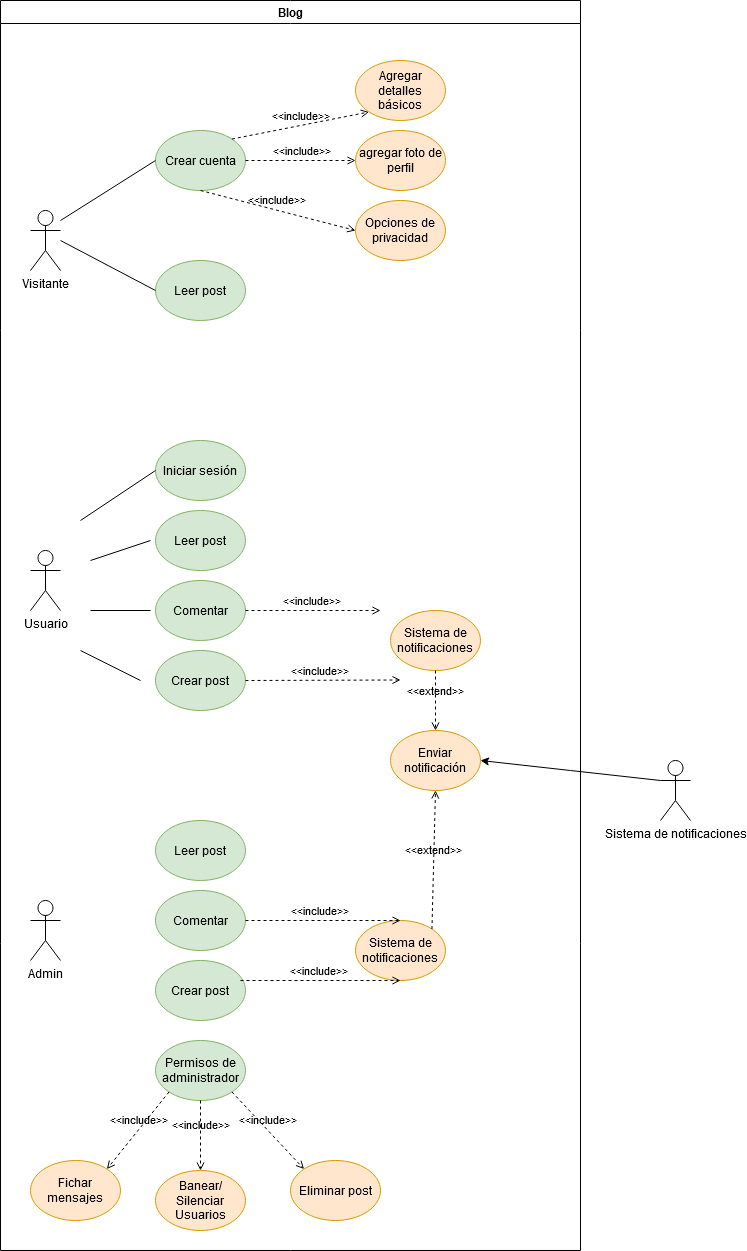 Blog
Agregar
detalles
básicos
<<include>>
Crear cuenta
<<include>>
agregar foto de
perfil
<<include>>
Opciones de
privacidad
Visitante
Leer post
Iniciar sesión
Leer post
Usuario
Comentar
<<include>>
Sistema de
notificaciones
Crear post
<<include>>
<<extend>>
Enviar
notificación
Sistema de notificaciones
Leer post
<<extend>>
Admin
Comentar
<<include>>
Sistema de
notificaciones
Crear post
<<include>>
Permisos de
administrador
<<include>>
<<include>>
<<include>>
Fichar
mensajes
Banear/
Silenciar
Usuarios
Eliminar post